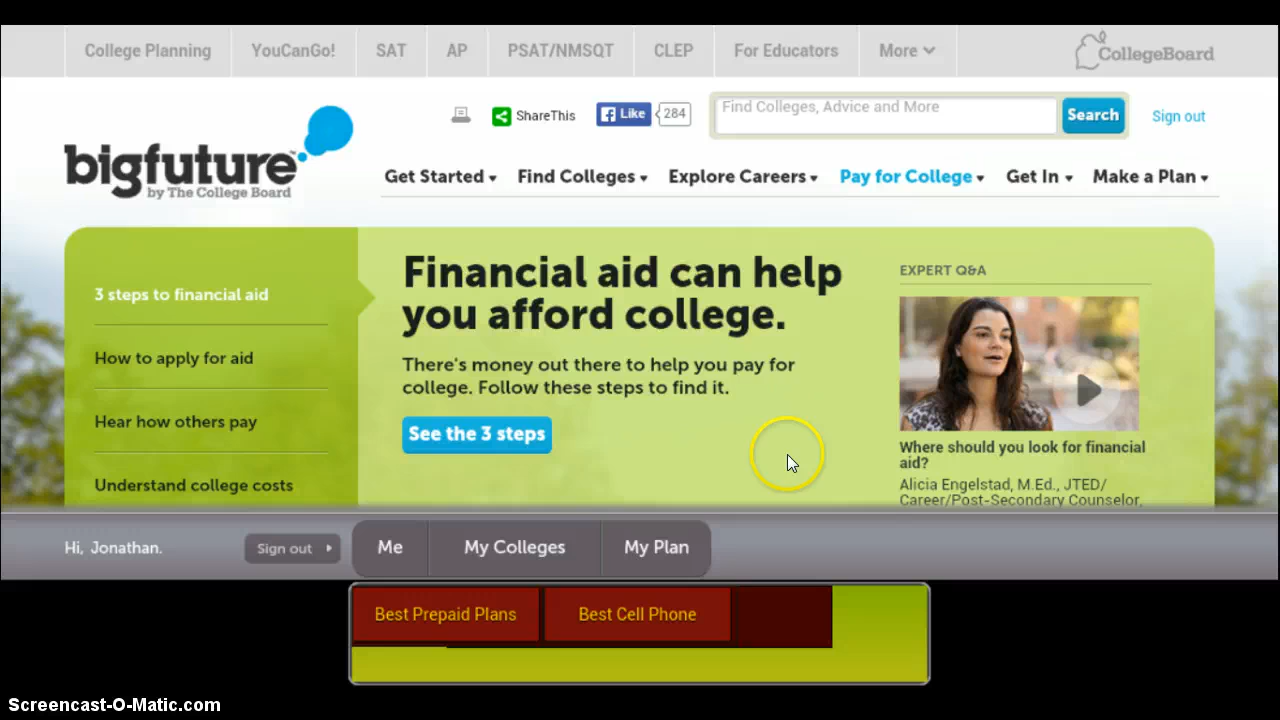 College Planning YouCanGo! SAT AP PSAT/NMSQT CLEP For Educators More CollegeBoard
ShareThis Like 284 Find Colleges, Advice and More Search Sign out
bigfuture™
by The College Board
Get Started Find Colleges Explore Careers Pay for College Get In Make a Plan
3 steps to financial aid
How to apply for aid
Hear how others pay
Understand college costs
Financial aid can help
you afford college.
There's money out there to help you pay for
college. Follow these steps to find it.
See the 3 steps
EXPERT Q&A
Where should you look for financial
aid?
Alicia Engelstad, M.Ed., JTED/
Career/Post-Secondary Counselor,
Hi, Jonathan. Sign out Me My Colleges My Plan
Best Prepaid Plans Best Cell Phone
Screencast-O-Matic.com